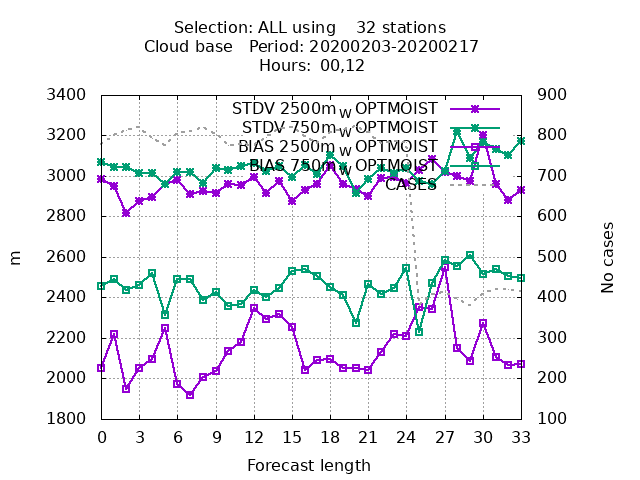 Selection: ALL using    32 stations
Cloud base   Period: 20200203-20200217
Hours:  00,12
STDV 2500m_W OPTMOIST
STDV 750m_W OPTMOIST
BIAS 2500m_W OPTMOIST
BIAS 750m_W OPTMOIST
CASES
3400
3200
3000
2800
2600
2400
2200
2000
1800
m
900
800
700
600
500
400
300
200
100
No cases
0 3 6 9 12 15 18 21 24 27 30 33
Forecast length